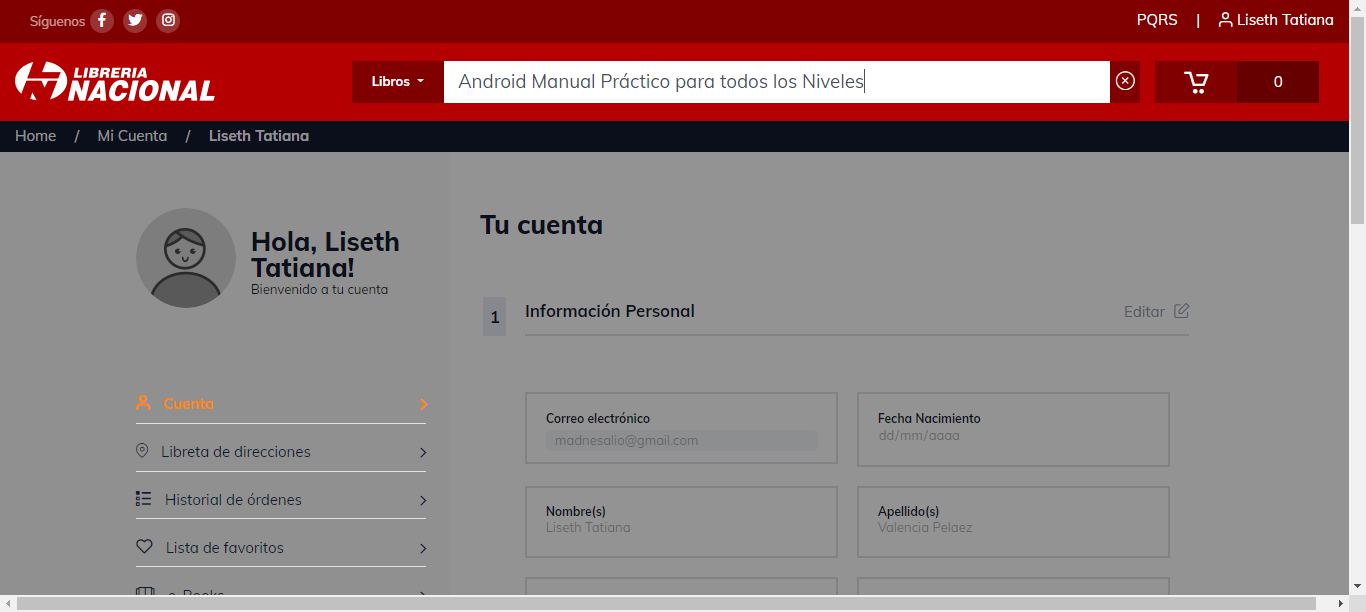 Síguenos
PQRS | Liseth Tatiana
LIBRERIA
NACIONAL
Libros
Android Manual Práctico para todos los Niveles
0
Home / Mi Cuenta / Liseth Tatiana
Hola, Liseth
Tatiana!
Bienvenido a tu cuenta
Cuenta
Libreta de direcciones
Historial de órdenes
Lista de favoritos
e-Books
Tu cuenta
1 Información Personal
Editar
Correo electrónico
madnesalio@gmail.com
Fecha Nacimiento
dd/mm/aaaa
Nombre(s)
Liseth Tatiana
Apellido(s)
Valencia Pelaez